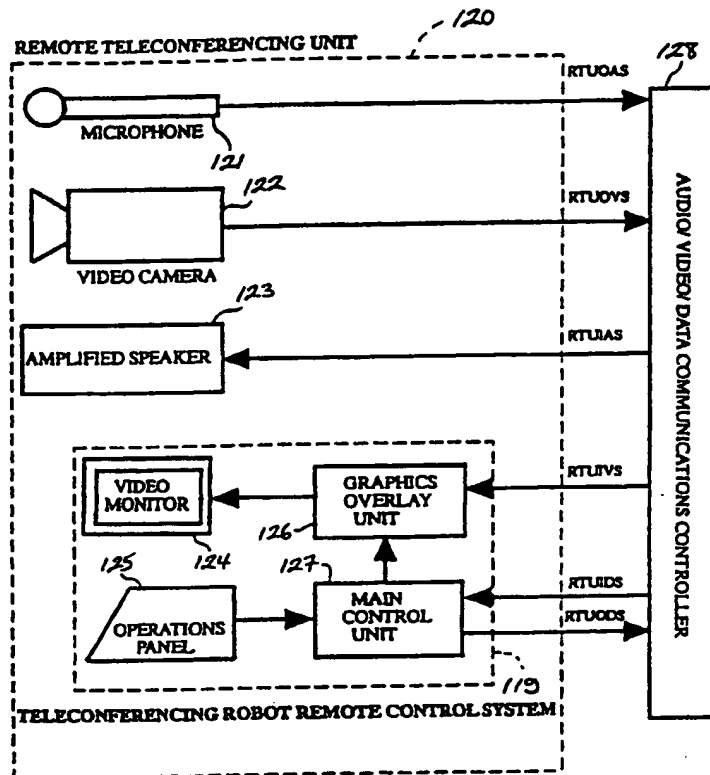 120
REMOTE TELECONFERENCING UNIT
128
RTUOAS
MICROPHONE
121
122
RTUOVS
VIDEO CAMERA
123
AMPLIFIED SPEAKER
RTUIAS
AUDIO/ VIDEO/ DATA COMMUNICATIONS CONTROLLER
VIDEO
MONITOR
124
GRAPHICS
OVERLAY
UNIT
126
RTUIVS
125
OPERATIONS
PANEL
127
MAIN
CONTROL
UNIT
RTUIDS
RTUODS
119
TELECONFERENCING ROBOT REMOTE CONTROL SYSTEM